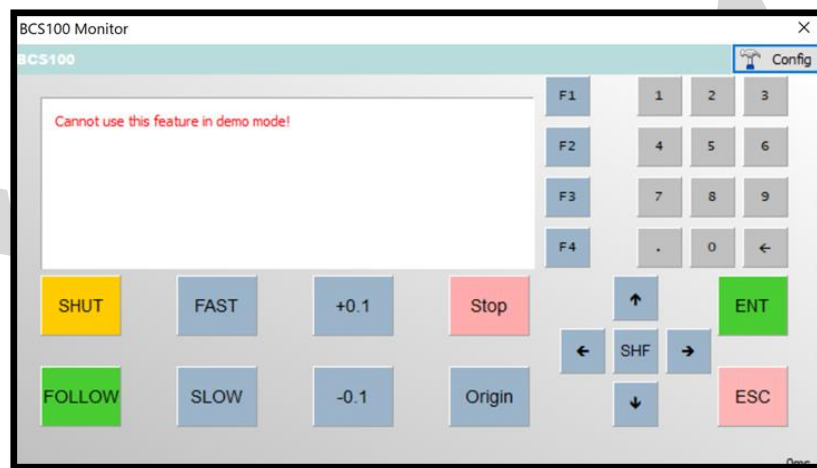 BCS100 Monitor
BCS100
Config
Cannot use this feature in demo mode!
F1 1 2 3
F2 4 5 6
F3 7 8 9
F4 . 0 ←
SHUT FAST +0.1 Stop ↑ ENT
← SHF →
FOLLOW SLOW -0.1 Origin ↓ ESC
0ms